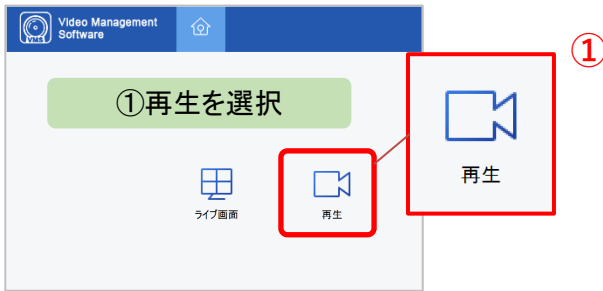 Video Management
Software
VMS
①再生を選択
①
再生
ライブ画面
再生